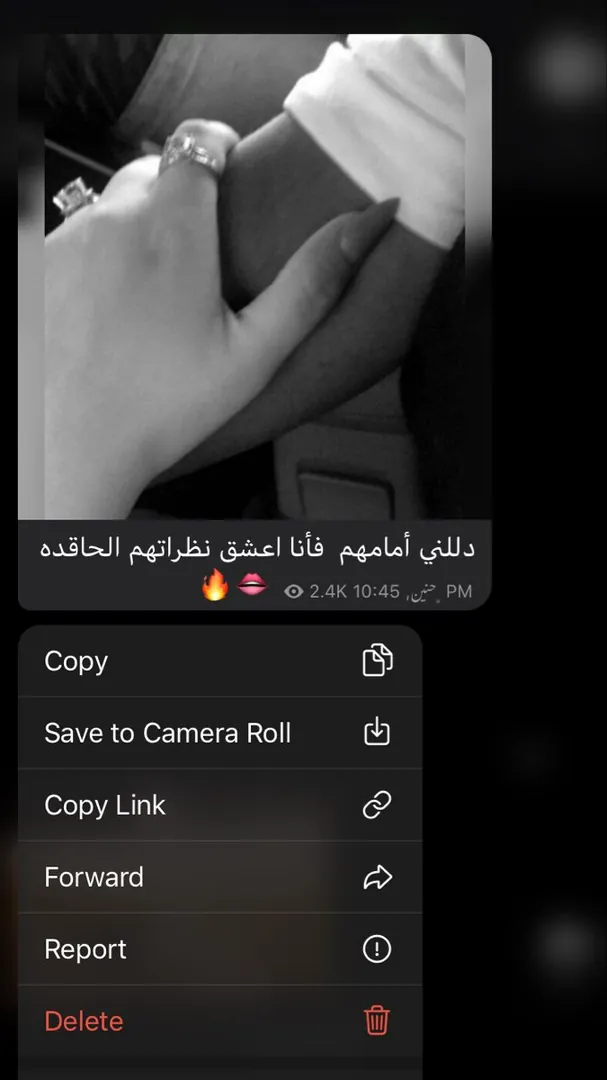 دللني أمامهم فأنا اعشق نظراتهم الحاقده
🔥 👄 2.4K حنين, 10:45 PM
Copy
Save to Camera Roll
Copy Link
Forward
Report
Delete